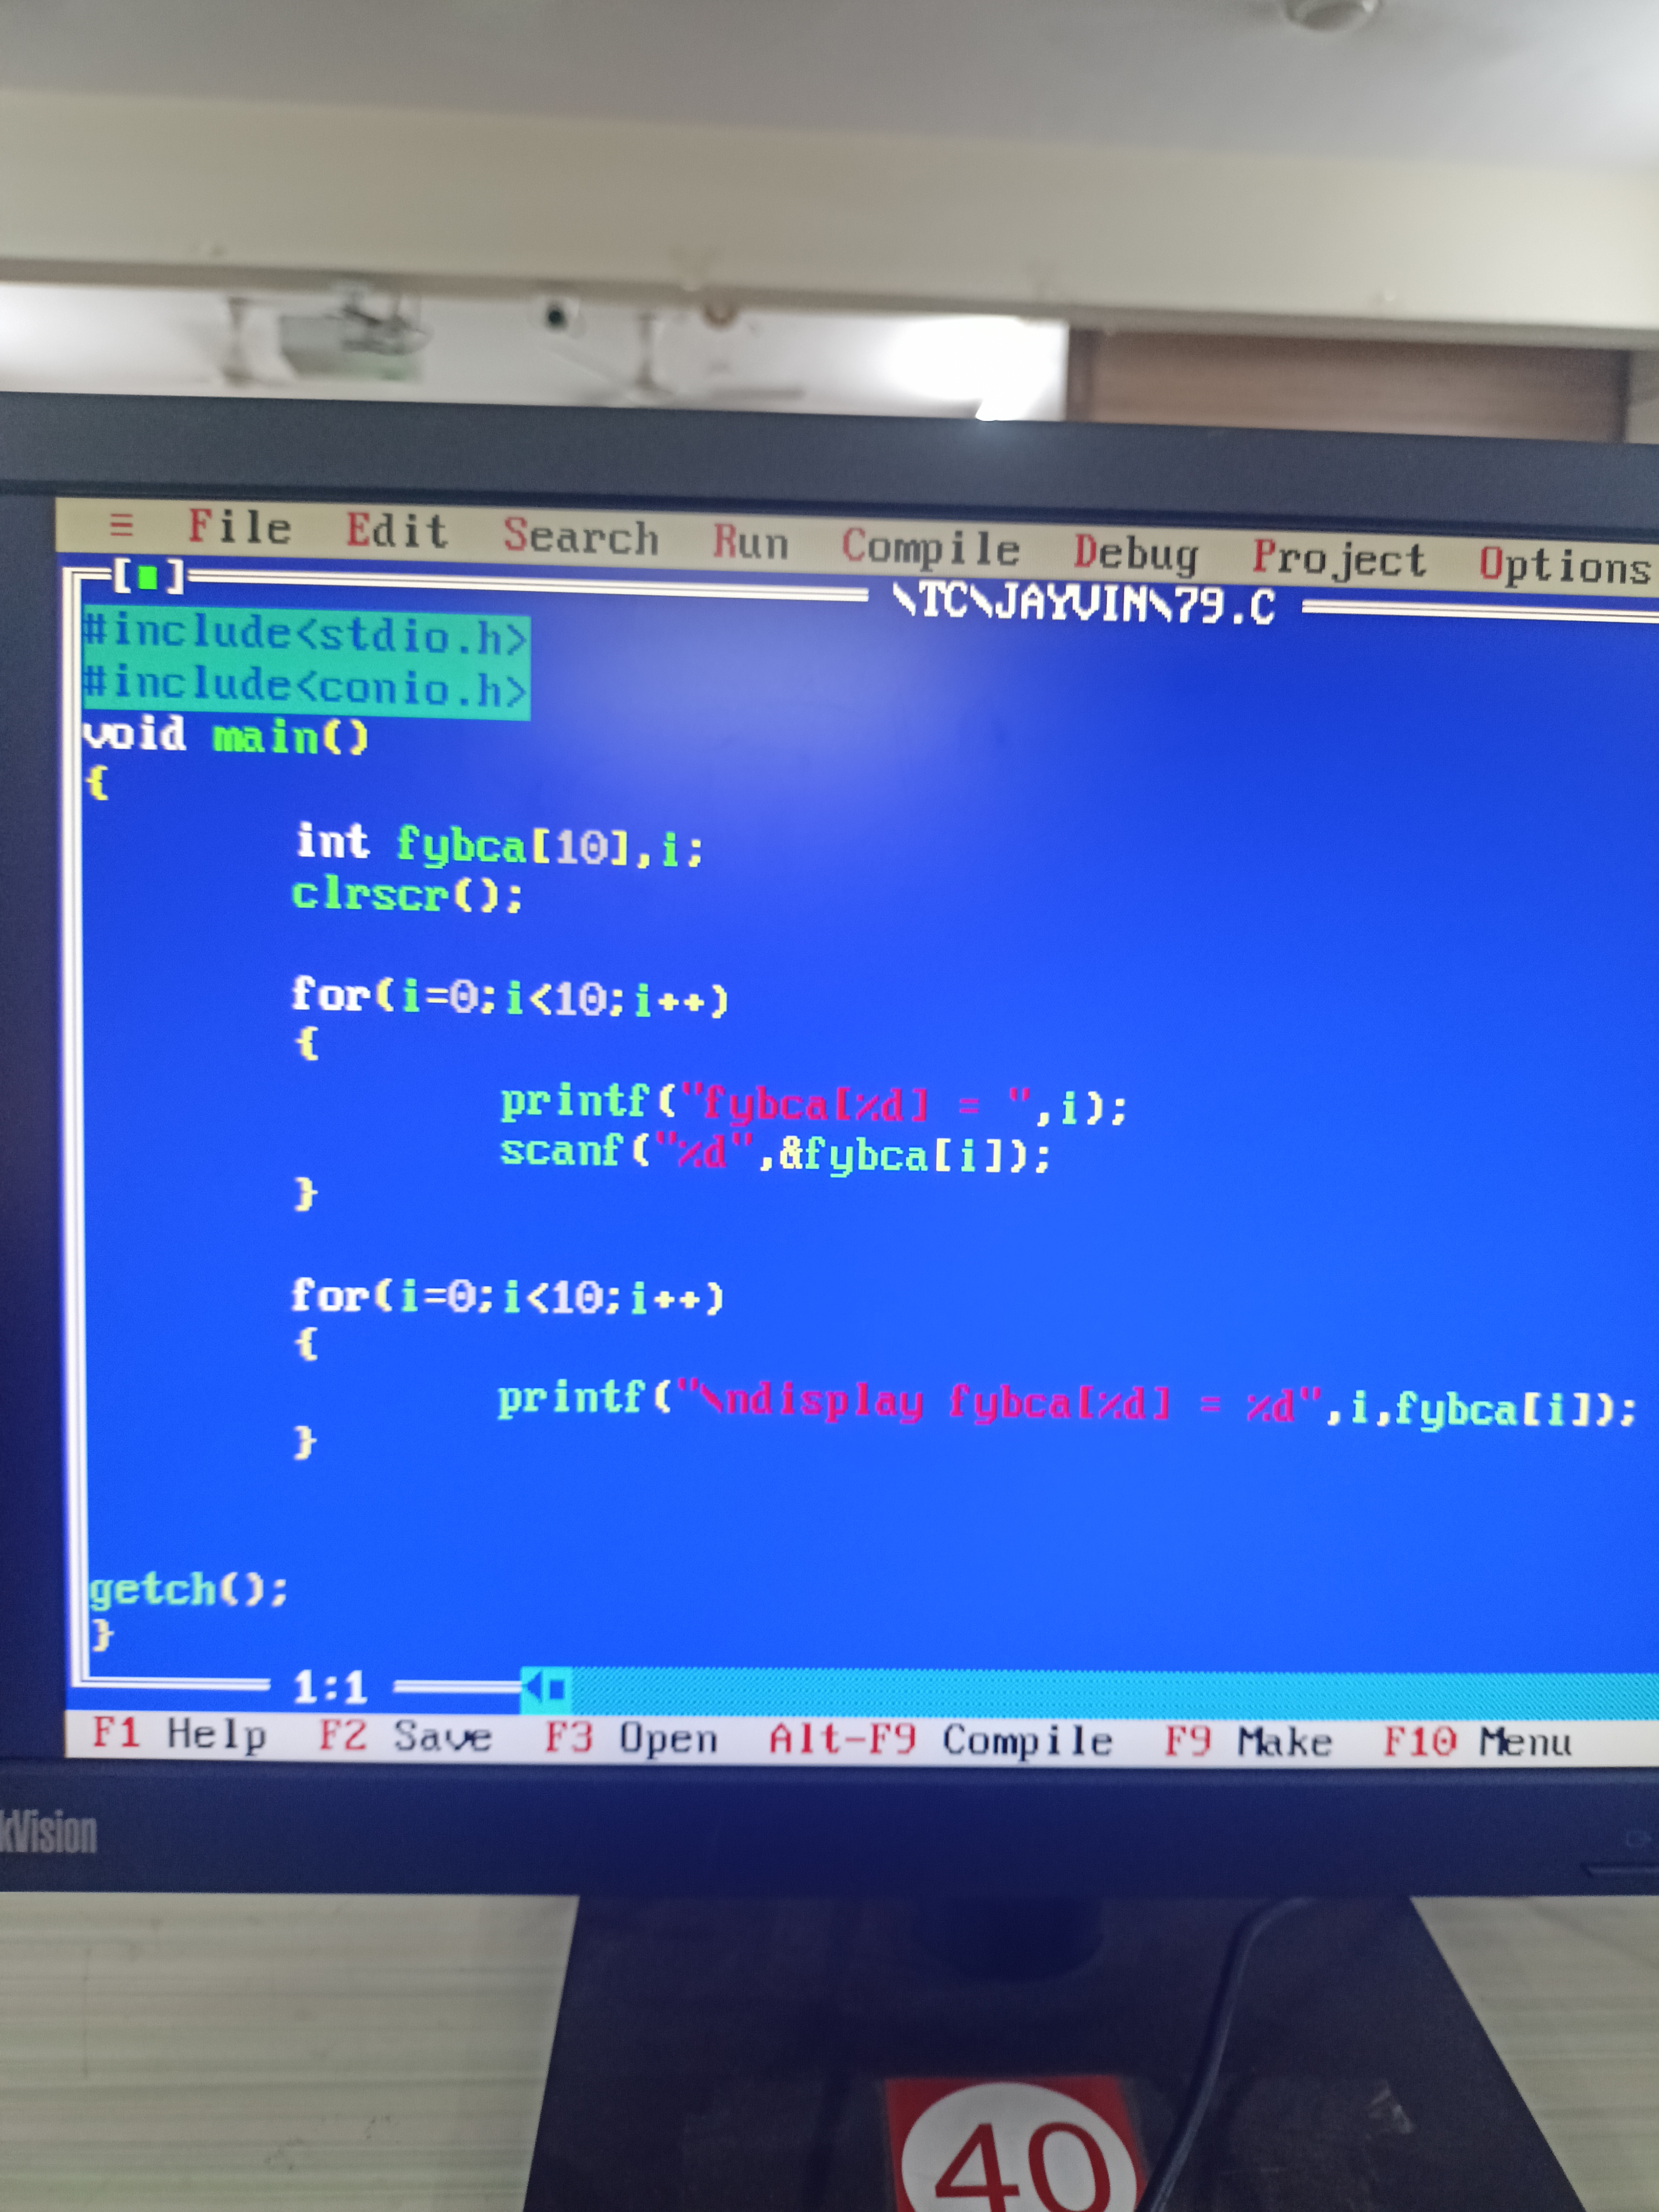 ≡ File Edit Search Run Compile Debug Project Options
[■] \TC\JAYVIN\79.C
#include<stdio.h>
#include<conio.h>
void main()
{
int fybca[10],i;
clrscr();
for(i=0;i<10;i++)
{
printf("fybca[%d] = ",i);
scanf("%d",&fybca[i]);
}
for(i=0;i<10;i++)
{
printf("\ndisplay fybca[%d] = %d",i,fybca[i]);
}
getch();
}
1:1
F1 Help F2 Save F3 Open Alt-F9 Compile F9 Make F10 Menu
kVision
40